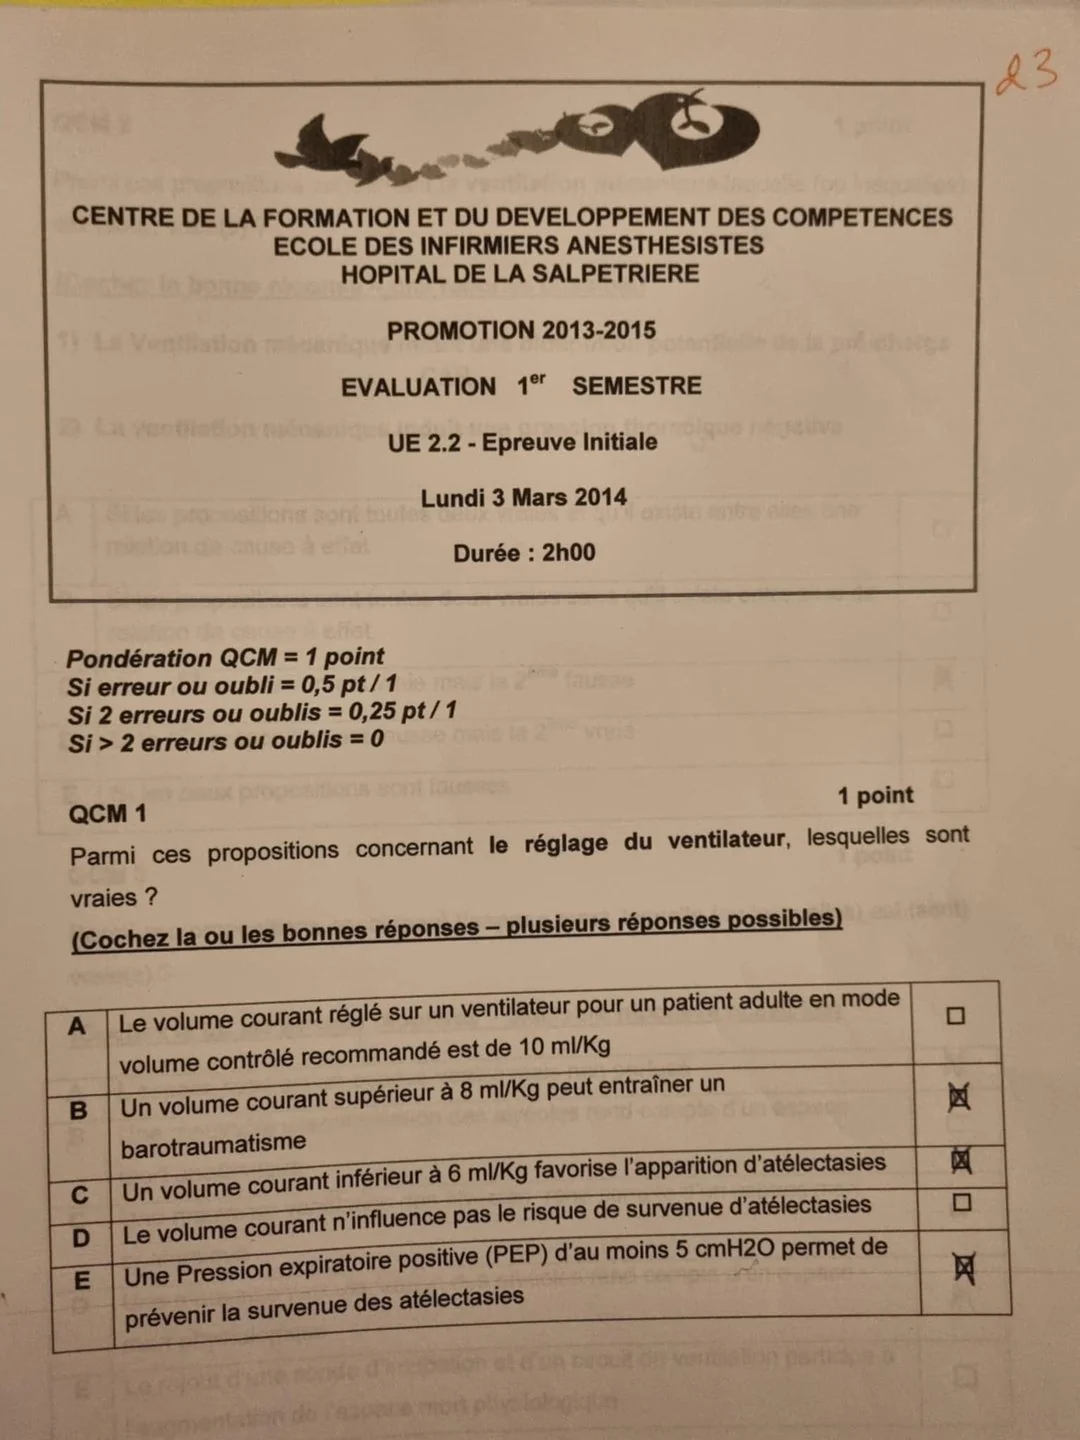 23
CENTRE DE LA FORMATION ET DU DEVELOPPEMENT DES COMPETENCES
ECOLE DES INFIRMIERS ANESTHESISTES
HOPITAL DE LA SALPETRIERE
PROMOTION 2013-2015
EVALUATION 1er SEMESTRE
UE 2.2 - Epreuve Initiale
Lundi 3 Mars 2014
Durée : 2h00
Pondération QCM = 1 point
Si erreur ou oubli = 0,5 pt / 1
Si 2 erreurs ou oublis = 0,25 pt / 1
Si > 2 erreurs ou oublis = 0
QCM 1 1 point
Parmi ces propositions concernant le réglage du ventilateur, lesquelles sont
vraies ?
(Cochez la ou les bonnes réponses – plusieurs réponses possibles)
A Le volume courant réglé sur un ventilateur pour un patient adulte en mode
volume contrôlé recommandé est de 10 ml/Kg
B Un volume courant supérieur à 8 ml/Kg peut entraîner un
barotraumatisme
C Un volume courant inférieur à 6 ml/Kg favorise l'apparition d'atélectasies
D Le volume courant n'influence pas le risque de survenue d'atélectasies
E Une Pression expiratoire positive (PEP) d'au moins 5 cmH2O permet de
prévenir la survenue des atélectasies